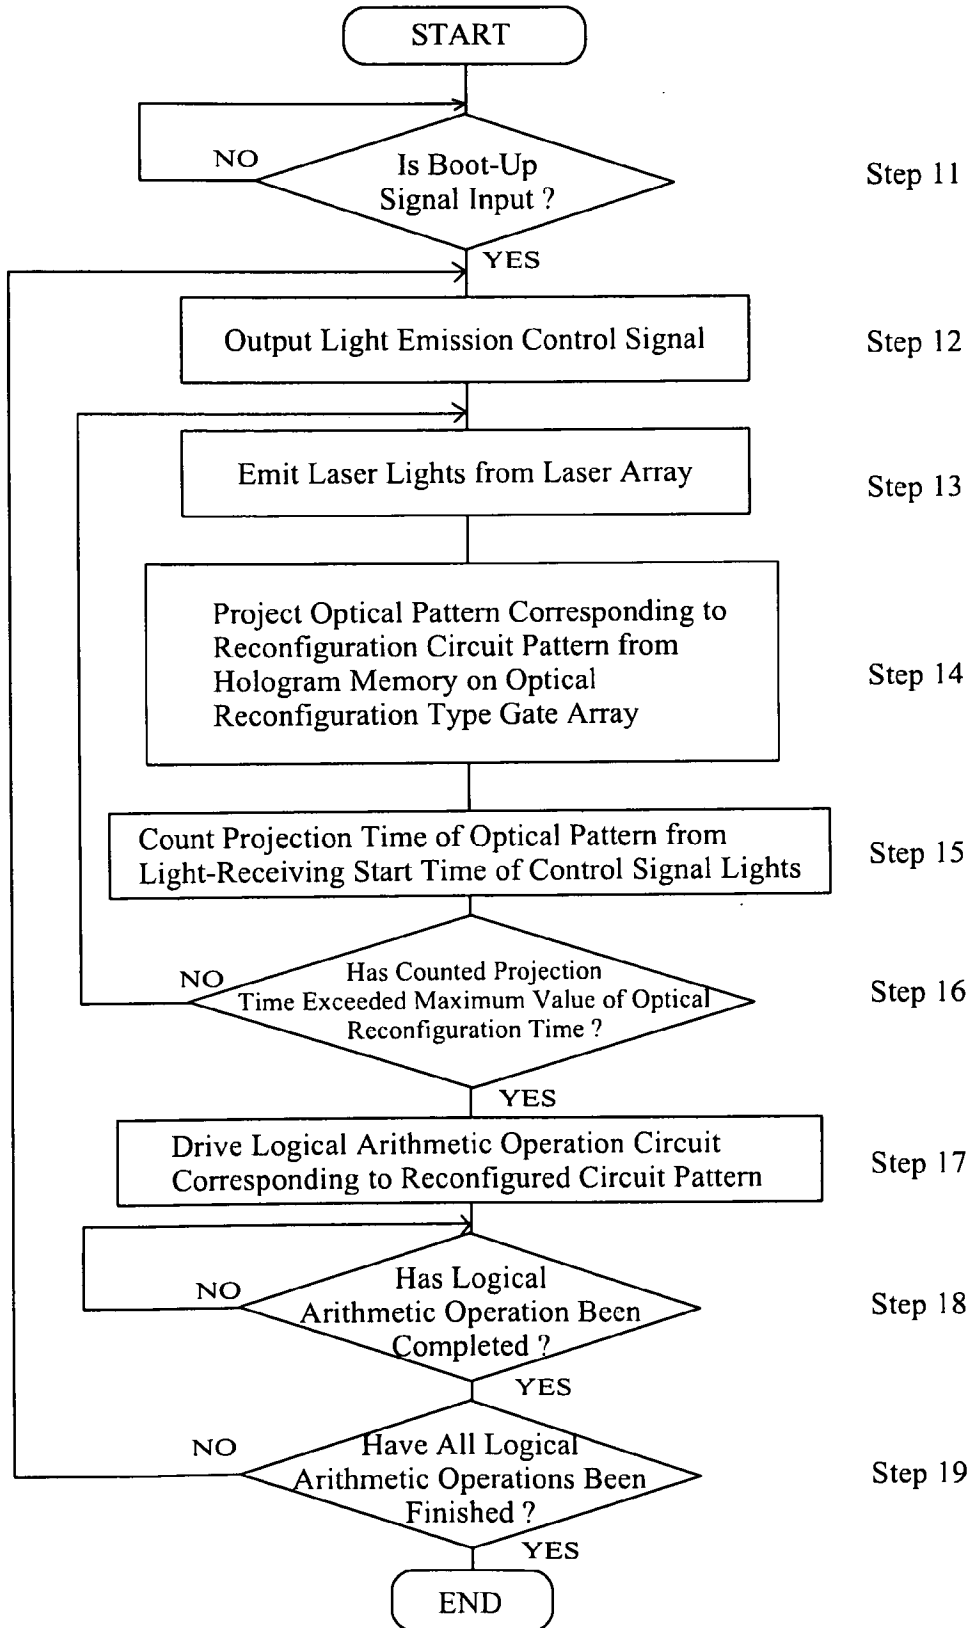 START
NO
Is Boot-Up
Signal Input ?
Step 11
YES
Output Light Emission Control Signal
Step 12
Emit Laser Lights from Laser Array
Step 13
Project Optical Pattern Corresponding to
Reconfiguration Circuit Pattern from
Hologram Memory on Optical
Reconfiguration Type Gate Array
Step 14
Count Projection Time of Optical Pattern from
Light-Receiving Start Time of Control Signal Lights
Step 15
NO
Has Counted Projection
Time Exceeded Maximum Value of Optical
Reconfiguration Time ?
Step 16
YES
Drive Logical Arithmetic Operation Circuit
Corresponding to Reconfigured Circuit Pattern
Step 17
NO
Has Logical
Arithmetic Operation Been
Completed ?
Step 18
YES
NO
Have All Logical
Arithmetic Operations Been
Finished ?
Step 19
YES
END